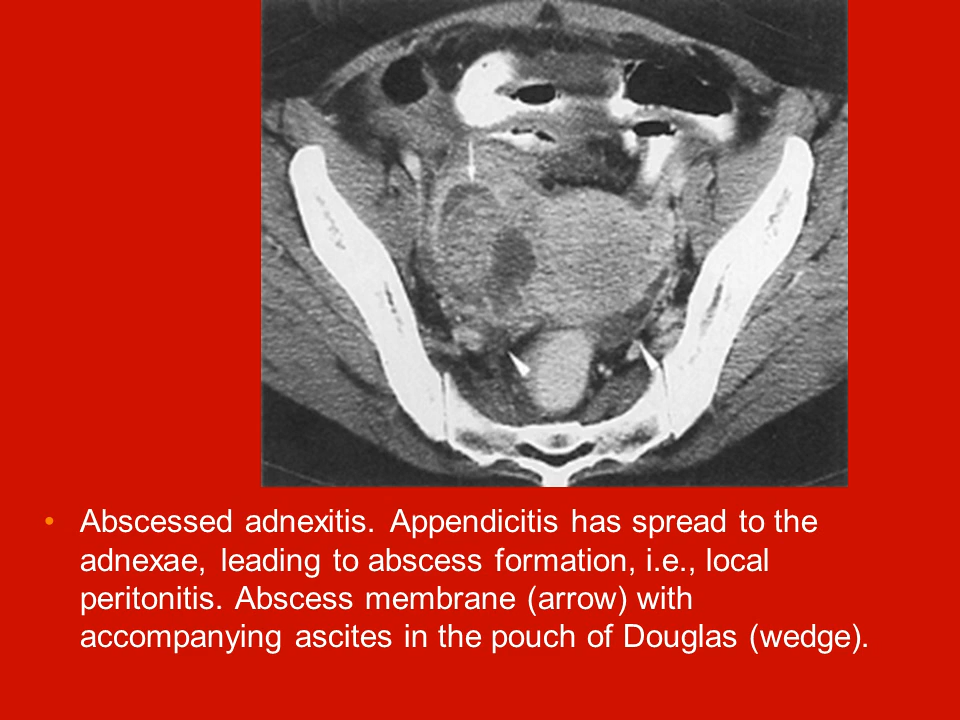 • Abscessed adnexitis. Appendicitis has spread to the
adnexae, leading to abscess formation, i.e., local
peritonitis. Abscess membrane (arrow) with
accompanying ascites in the pouch of Douglas (wedge).